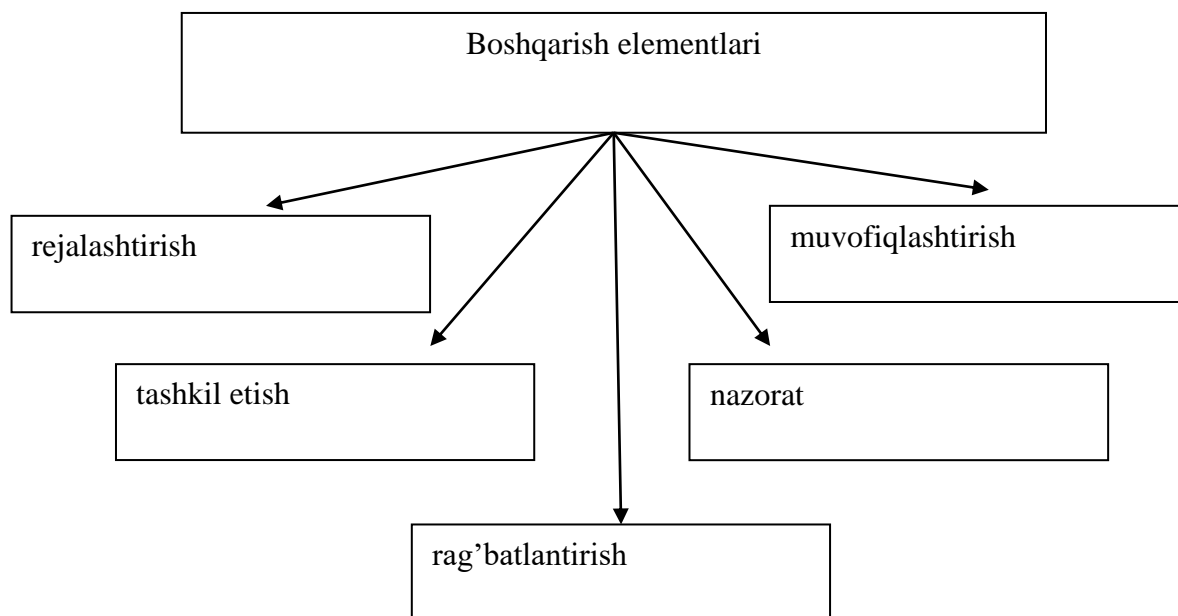 Boshqarish elementlari
rejalashtirish
muvofiqlashtirish
tashkil etish
nazorat
rag’batlantirish